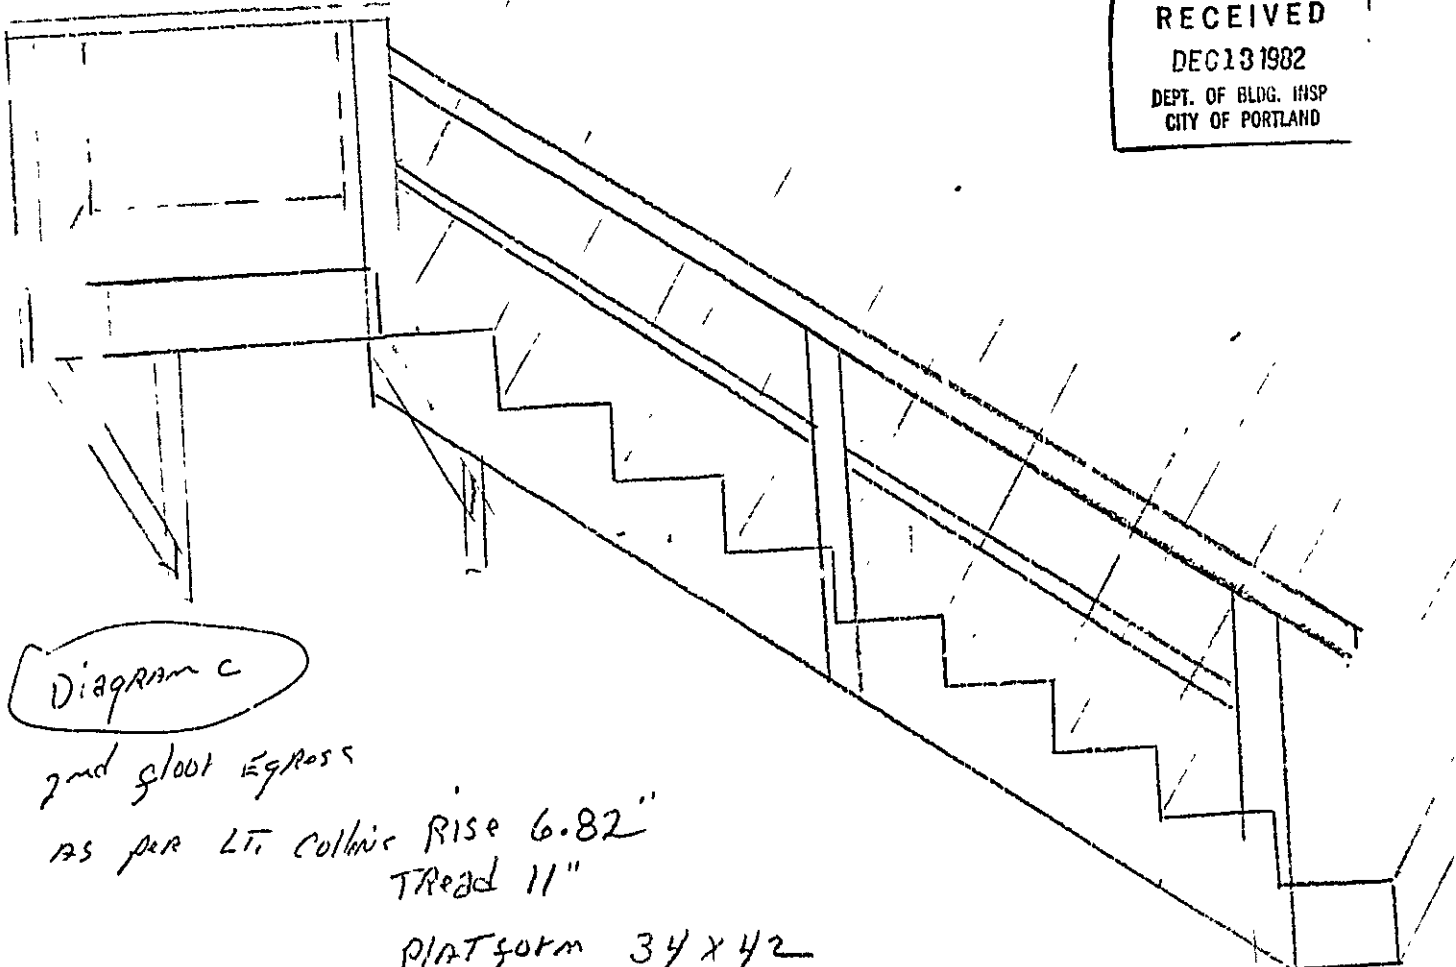 RECEIVED
DEC 13 1982
DEPT. OF BLDG. INSP
CITY OF PORTLAND
Diagram C
2nd floor Egress
AS per LT. Collins Rise 6.82"
TRead 11"
PlATform 34 X 42